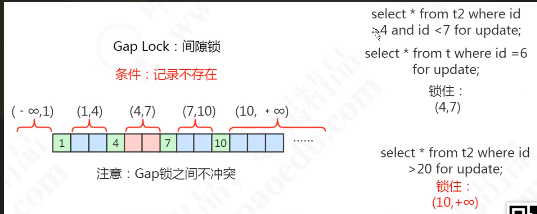 select * from t2 where id
>4 and id <7 for update;
Gap Lock：间隙锁
select * from t where id =6
for update;
条件：记录不存在
锁住：
(4,7)
(-∞,1) (1,4) (4,7) (7,10) (10, +∞)
1 4 7 10 ......
select * from t2 where id
>20 for update;
注意：Gap锁之间不冲突
锁住：
(10,+∞)